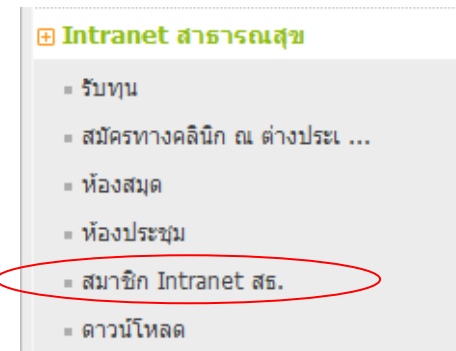 Intranet สาธารณสุข
รับทุน
สมัครทางคลินิก ณ ต่างประเ ...
ห้องสมุด
ห้องประชุม
สมาชิก Intranet สธ.
ดาวน์โหลด